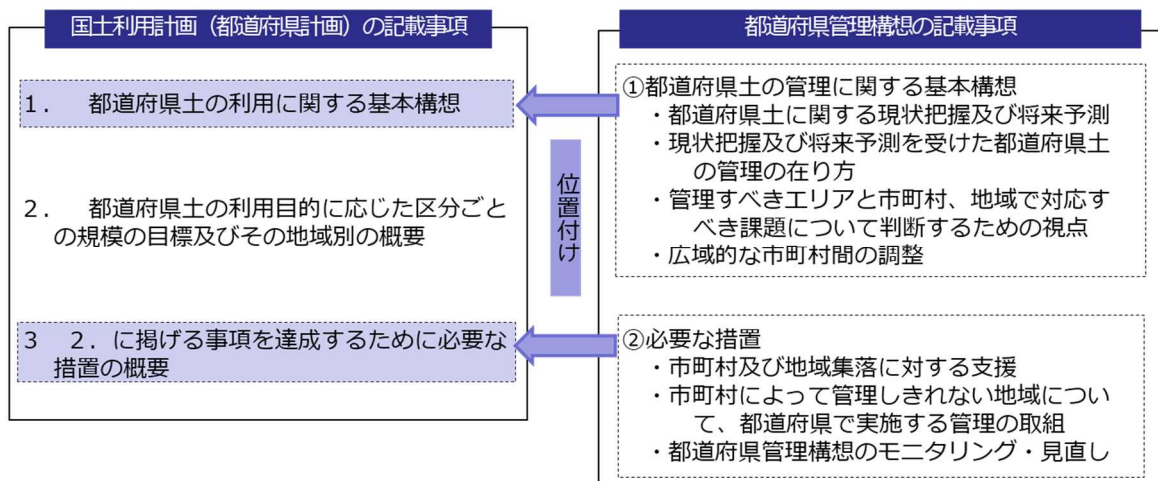 国土利用計画（都道府県計画）の記載事項
1． 都道府県土の利用に関する基本構想
2． 都道府県土の利用目的に応じた区分ごと
の規模の目標及びその地域別の概要
3 2．に掲げる事項を達成するために必要な
措置の概要
位置付け
都道府県管理構想の記載事項
①都道府県土の管理に関する基本構想
・都道府県土に関する現状把握及び将来予測
・現状把握及び将来予測を受けた都道府県土
の管理の在り方
・管理すべきエリアと市町村、地域で対応す
べき課題について判断するための視点
・広域的な市町村間の調整
②必要な措置
・市町村及び地域集落に対する支援
・市町村によって管理しきれない地域につい
て、都道府県で実施する管理の取組
・都道府県管理構想のモニタリング・見直し